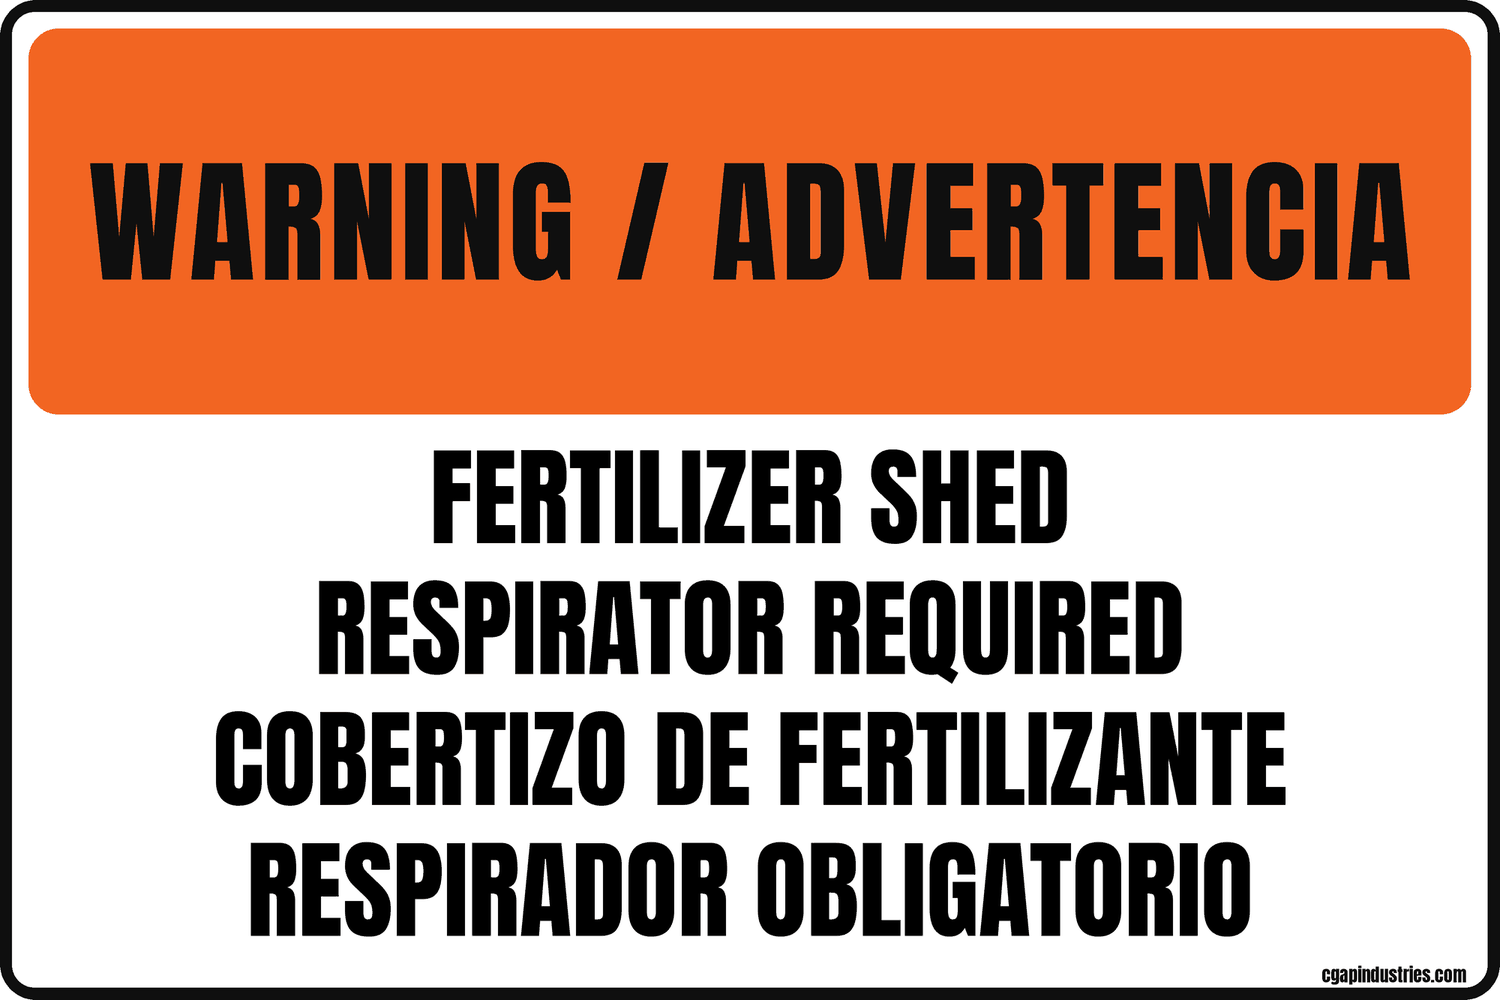 WARNING / ADVERTENCIA
FERTILIZER SHED
RESPIRATOR REQUIRED
COBERTIZO DE FERTILIZANTE
RESPIRADOR OBLIGATORIO
cgapindustries.com